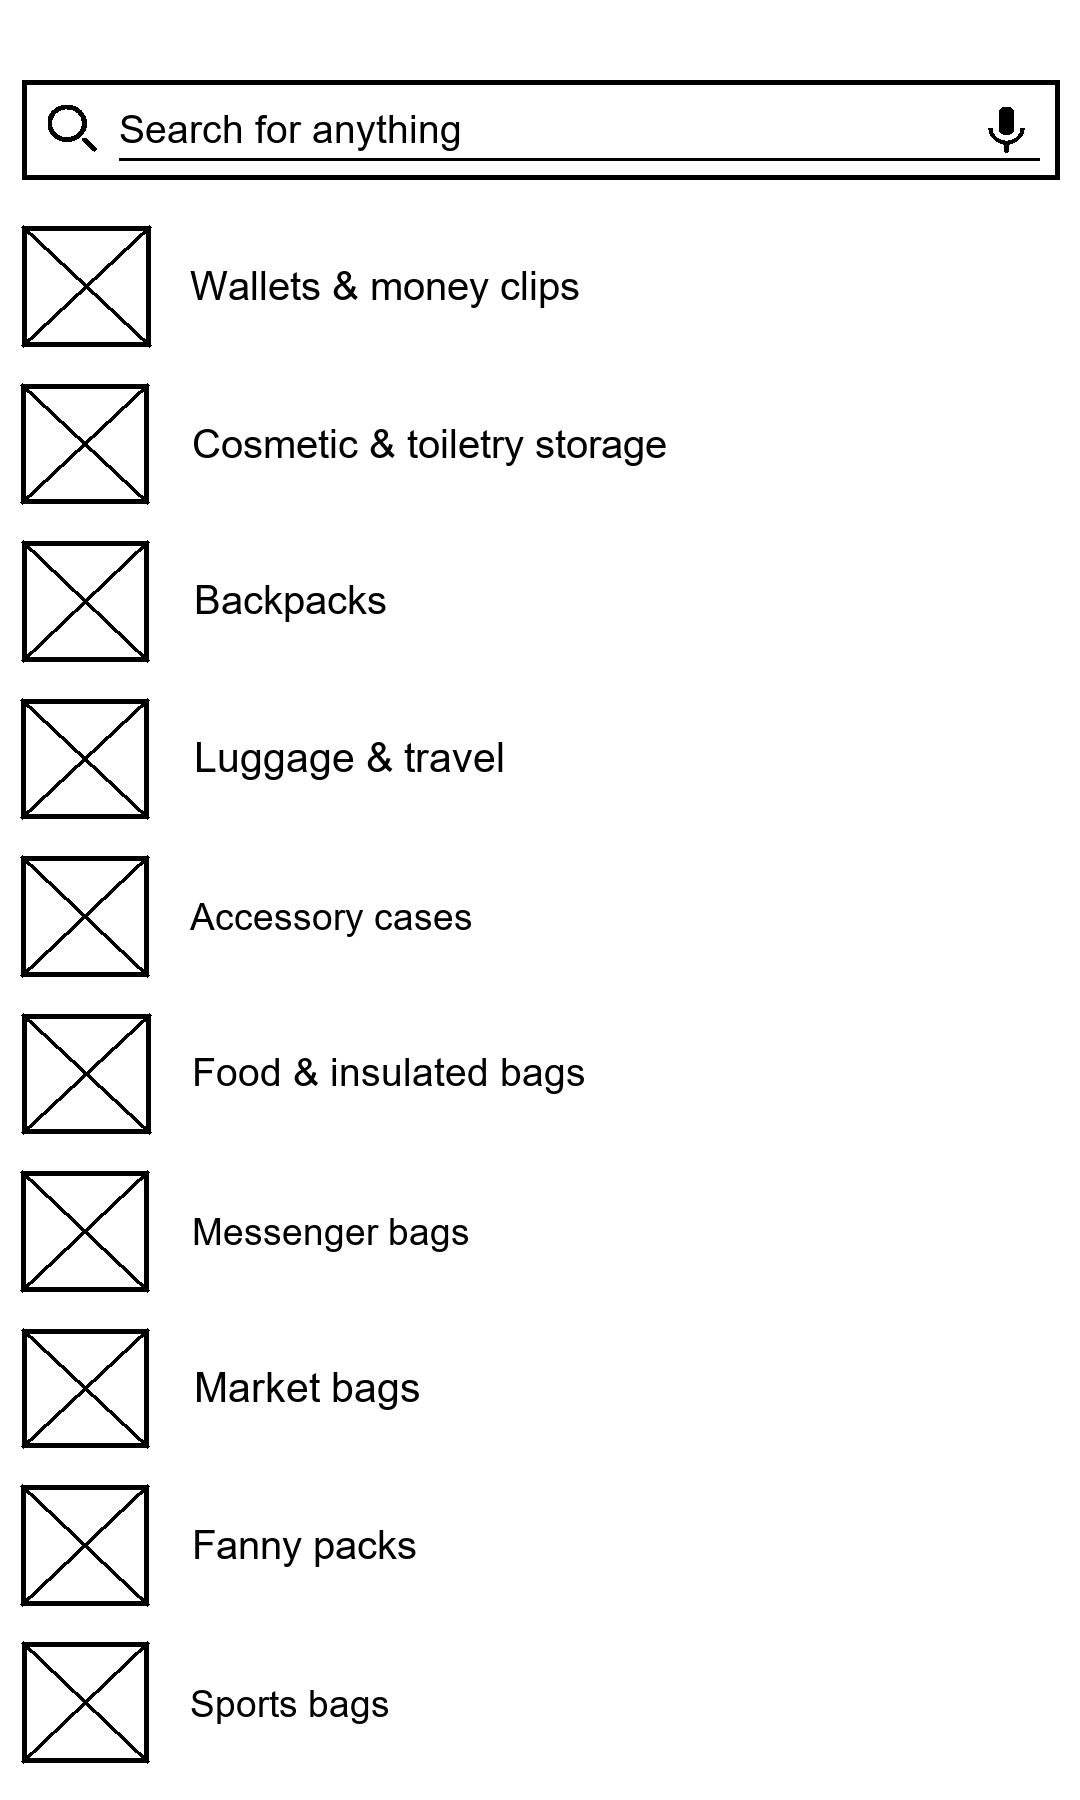 Search for anything
Wallets & money clips
Cosmetic & toiletry storage
Backpacks
Luggage & travel
Accessory cases
Food & insulated bags
Messenger bags
Market bags
Fanny packs
Sports bags